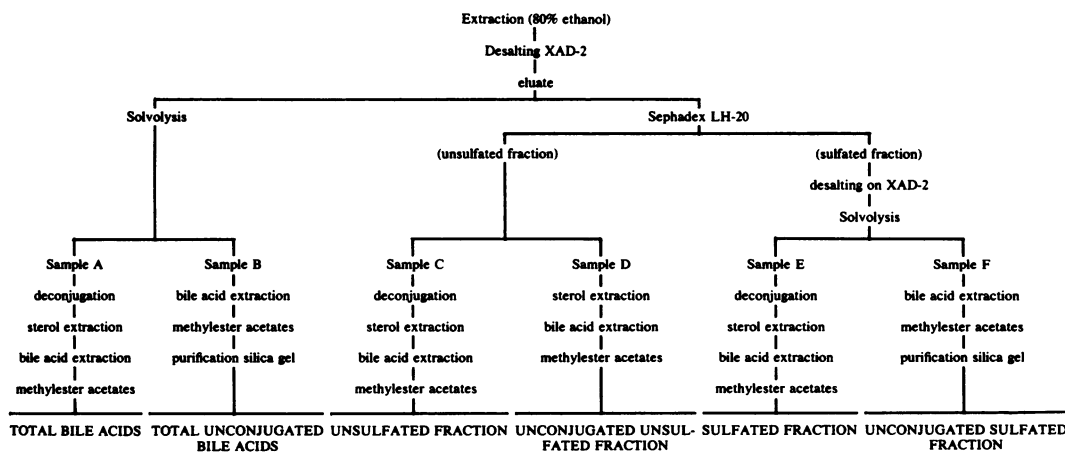 Extraction (80% ethanol)
Desalting XAD-2
eluate
Solvolysis
Sephadex LH-20
(unsulfated fraction)
(sulfated fraction)
desalting on XAD-2
Solvolysis
Sample A
deconjugation
sterol extraction
bile acid extraction
methylester acetates
TOTAL BILE ACIDS
Sample B
bile acid extraction
methylester acetates
purification silica gel
TOTAL UNCONJUGATED
BILE ACIDS
Sample C
deconjugation
sterol extraction
bile acid extraction
methylester acetates
UNSULFATED FRACTION
Sample D
sterol extraction
bile acid extraction
methylester acetates
UNCONJUGATED UNSUL-
FATED FRACTION
Sample E
deconjugation
sterol extraction
bile acid extraction
methylester acetates
SULFATED FRACTION
Sample F
bile acid extraction
methylester acetates
purification silica gel
UNCONJUGATED SULFATED
FRACTION